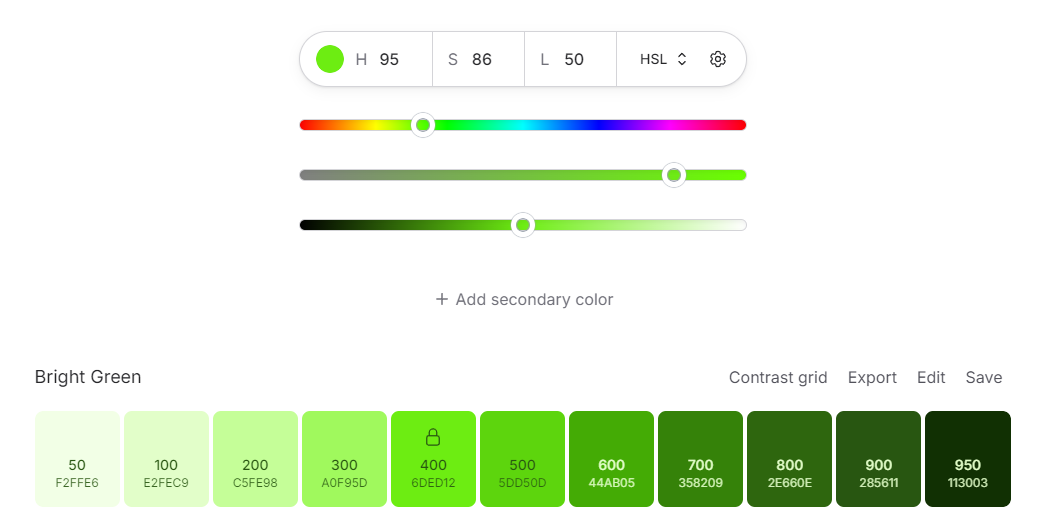 H 95 S 86 L 50 HSL
+ Add secondary color
Bright Green Contrast grid Export Edit Save
50 100 200 300 400 500 600 700 800 900 950
F2FFE6 E2FEC9 C5FE98 A0F95D 6DED12 5DD50D 44AB05 358209 2E660E 285611 113003